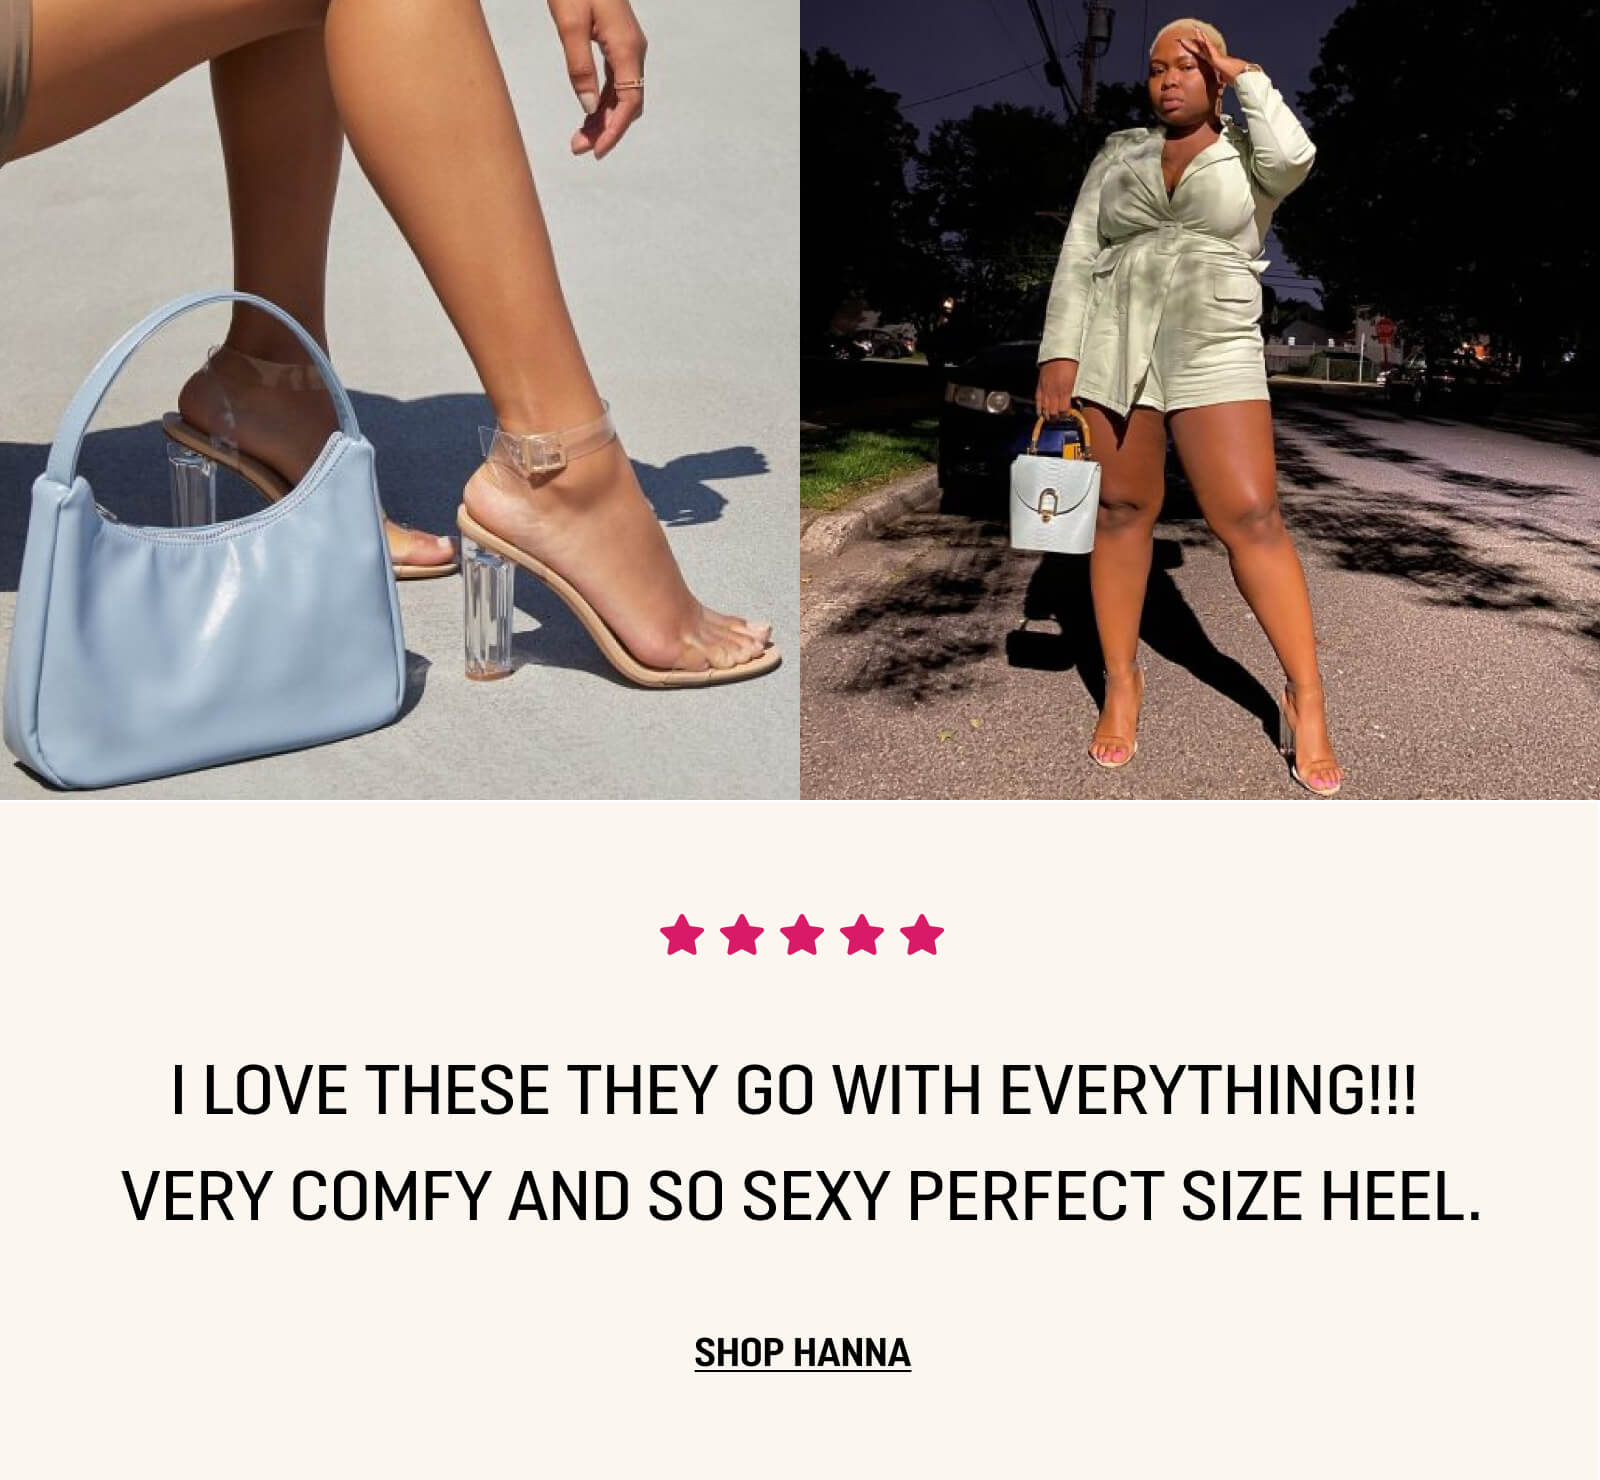 I LOVE THESE THEY GO WITH EVERYTHING!!!
VERY COMFY AND SO SEXY PERFECT SIZE HEEL.
SHOP HANNA